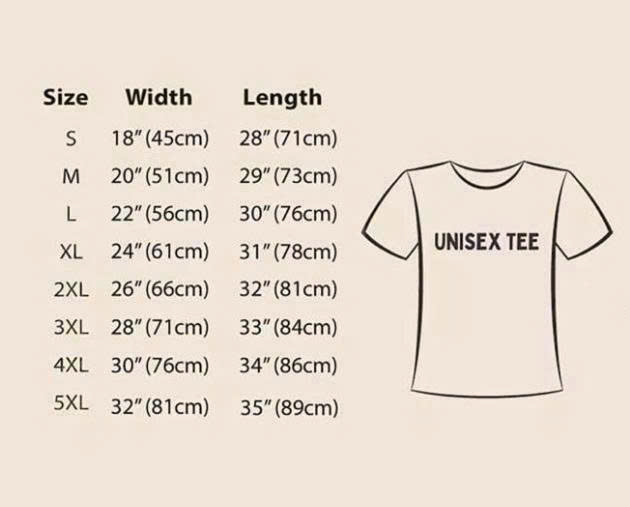 Size Width Length
S 18” (45cm) 28” (71cm)
M 20” (51cm) 29” (73cm)
L 22” (56cm) 30” (76cm)
XL 24” (61cm) 31” (78cm)
2XL 26” (66cm) 32” (81cm)
3XL 28” (71cm) 33” (84cm)
4XL 30” (76cm) 34” (86cm)
5XL 32” (81cm) 35” (89cm)
UNISEX TEE